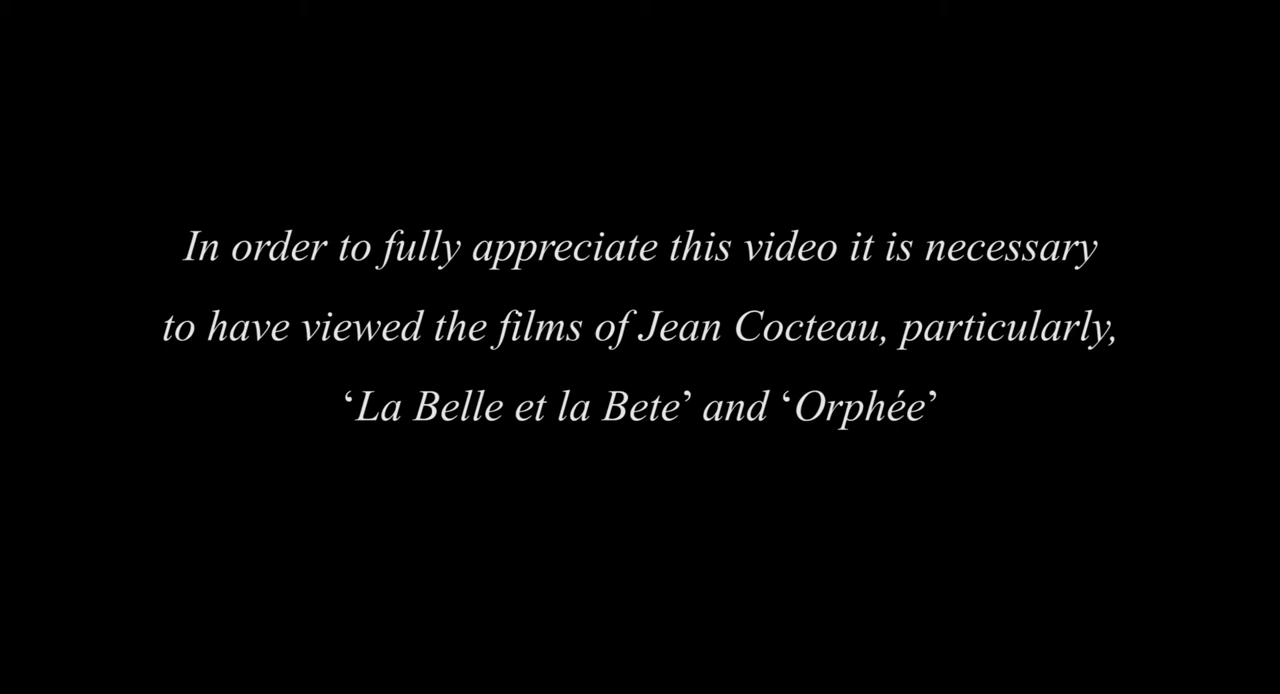 In order to fully appreciate this video it is necessary
to have viewed the films of Jean Cocteau, particularly,
‘La Belle et la Bete’ and ‘Orphée’